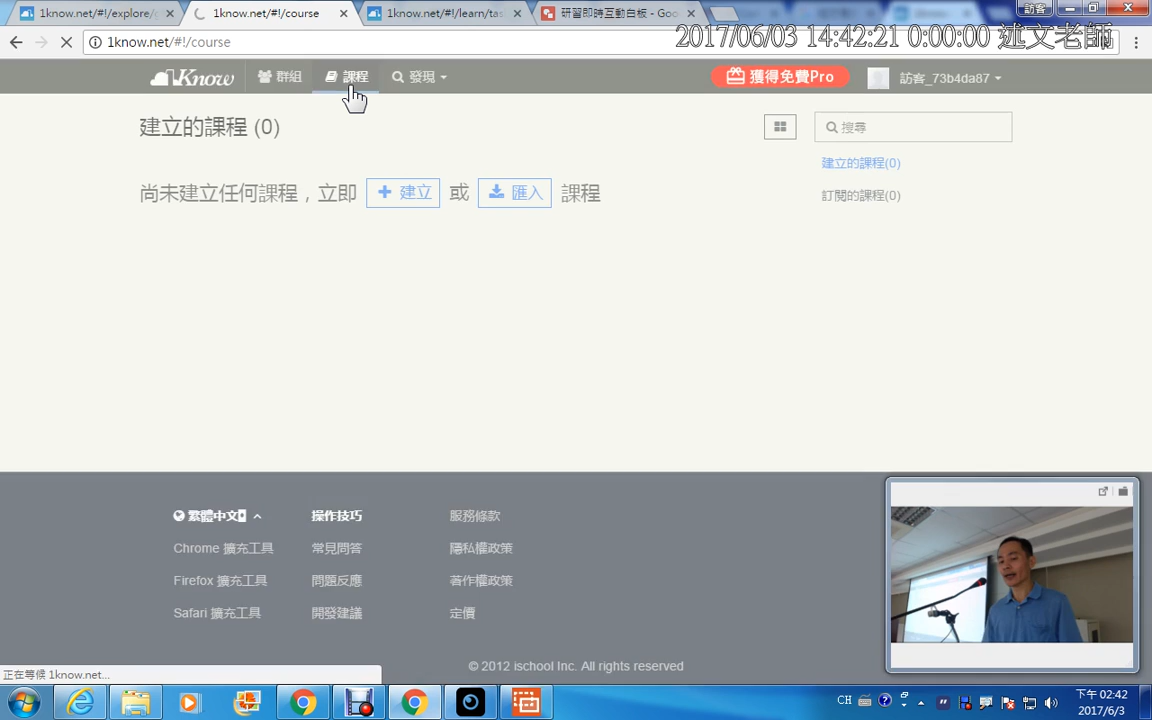 1know.net/#!/explore/
1know.net/#!/course
1know.net/#!/learn/ta
研習即時互動白板 - Goo
訪客
1know.net/#!/course
2017/06/03 14:42:21 0:00:00 述文老師
1Know
群組
課程
發現
獲得免費Pro
訪客_73b4da87
建立的課程 (0)
搜尋
建立的課程(0)
尚未建立任何課程，立即 建立 或 匯入 課程
訂閱的課程(0)
繁體中文
操作技巧
服務條款
Chrome 擴充工具
常見問答
隱私權政策
Firefox 擴充工具
問題反應
著作權政策
Safari 擴充工具
開發建議
定價
© 2012 ischool Inc. All rights reserved
正在等候 1know.net...
CH
下午 02:42
2017/6/3